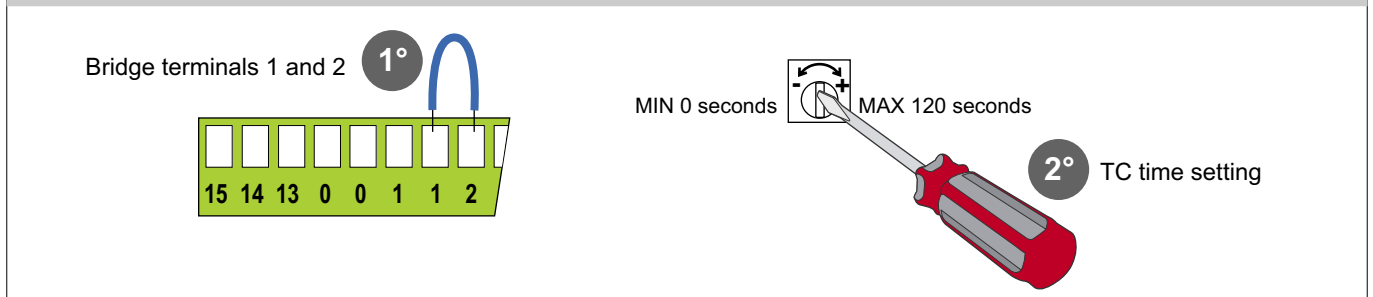 Bridge terminals 1 and 2
1°
15 14 13 0 0 1 1 2
- +
MIN 0 seconds
MAX 120 seconds
2°
TC time setting